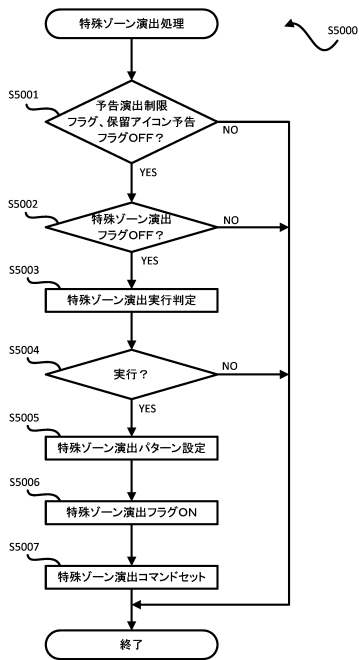 特殊ゾーン演出処理
S5000
S5001
予告演出制限
フラグ、保留アイコン予告
フラグOFF?
NO
YES
S5002
特殊ゾーン演出
フラグOFF?
NO
YES
S5003
特殊ゾーン演出実行判定
S5004
実行?
NO
YES
S5005
特殊ゾーン演出パターン設定
S5006
特殊ゾーン演出フラグON
S5007
特殊ゾーン演出コマンドセット
終了